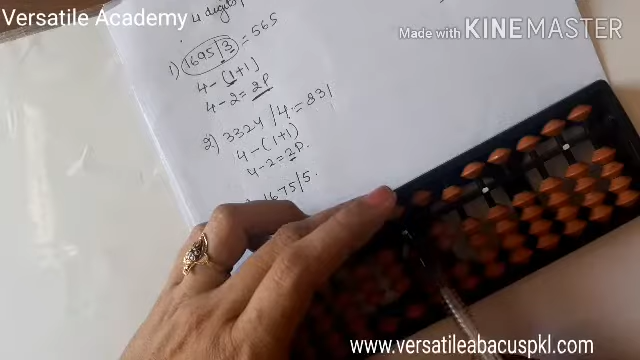 Versatile Academy
Made with KINEMASTER
4 digits
1) 1695/3 = 565
4-(1+1)
4-2=2P
2) 3324/4 = 831
4-(1+1)
4-2=2P.
1675/5.
www.versatileabacuspkl.com